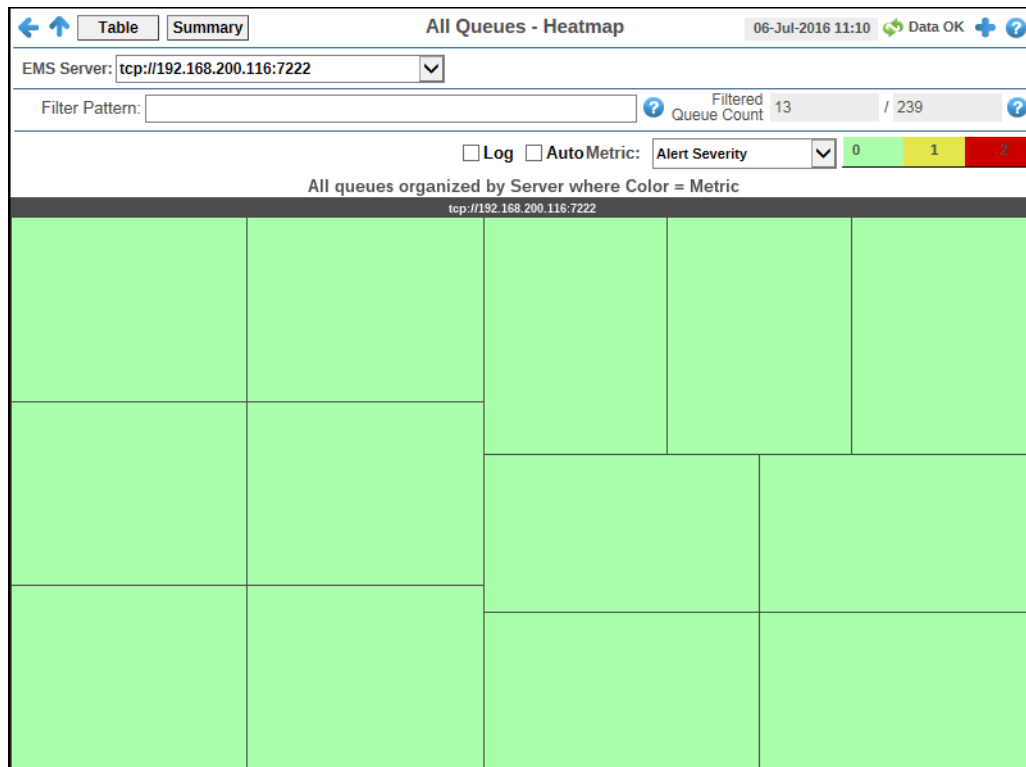 Table Summary All Queues - Heatmap 06-Jul-2016 11:10 Data OK
EMS Server: tcp://192.168.200.116:7222
Filter Pattern: Filtered Queue Count 13 / 239
Log Auto Metric: Alert Severity 0 1 2
All queues organized by Server where Color = Metric
tcp://192.168.200.116:7222